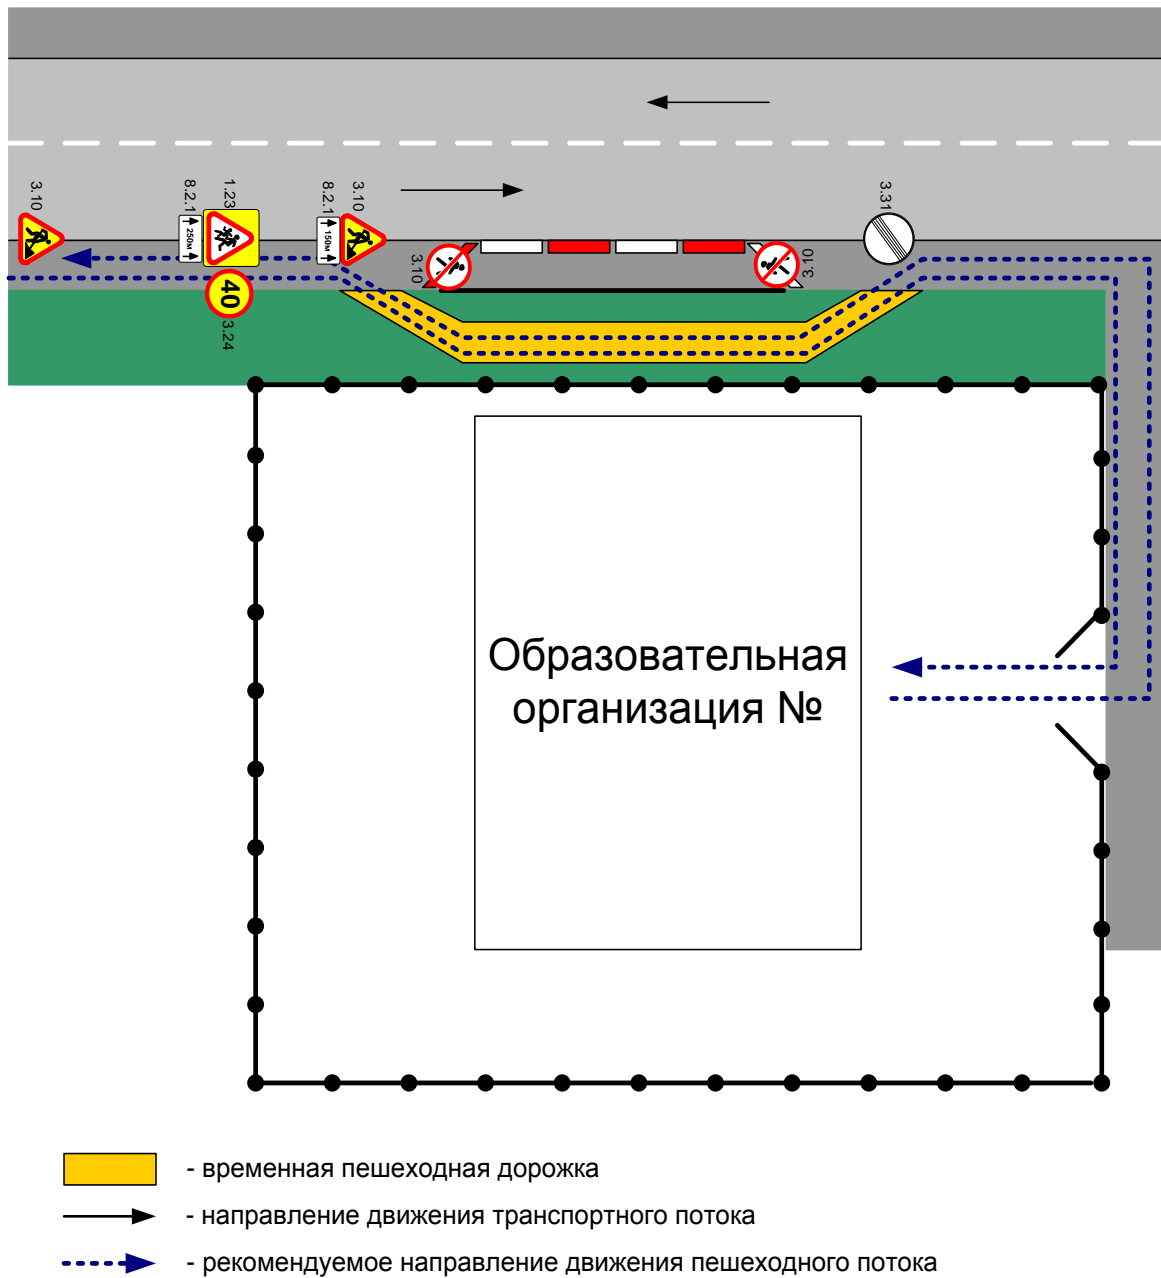 3.10
8.2.1
250м
1.23
40
3.24
8.2.1
150м
3.10
3.10
3.10
3.31
Образовательная
организация №
- временная пешеходная дорожка
- направление движения транспортного потока
- рекомендуемое направление движения пешеходного потока